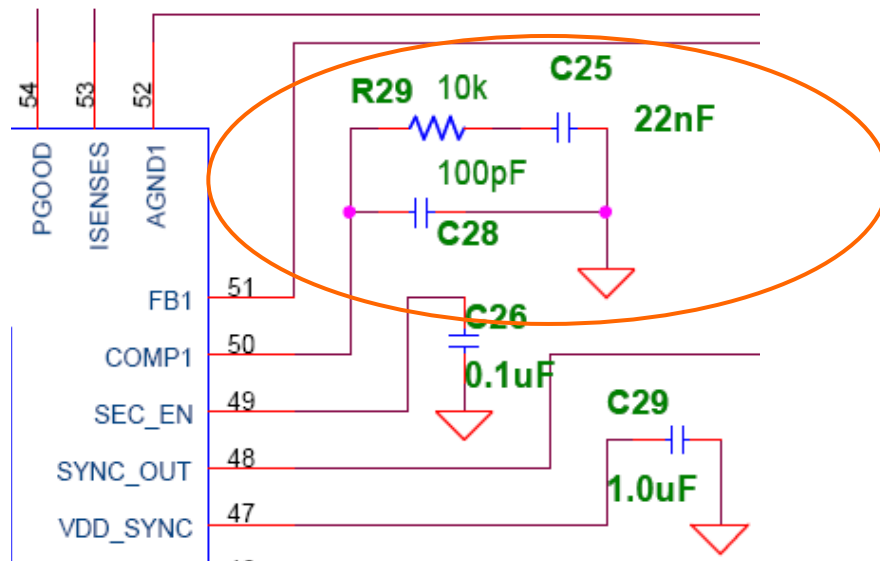 54
53
52
PGOOD
ISENSES
AGND1
R29
10k
C25
22nF
100pF
C28
FB1
51
C26
COMP1
50
0.1uF
SEC_EN
49
C29
SYNC_OUT
48
1.0uF
VDD_SYNC
47